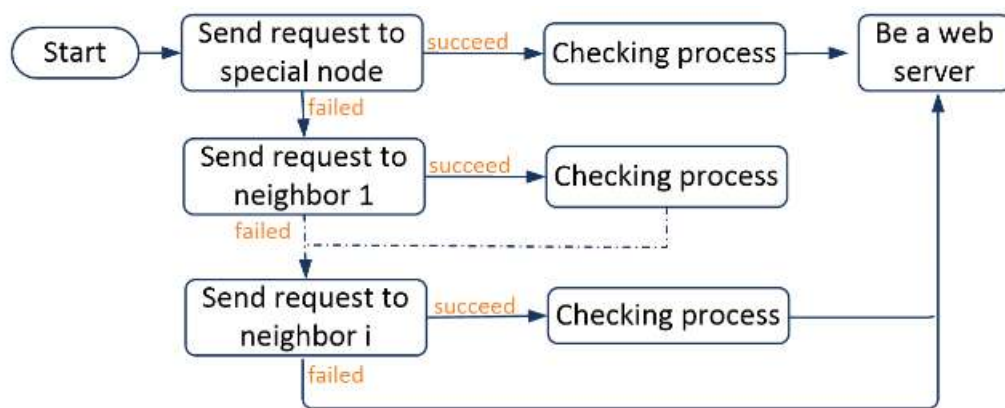 Start
Send request to
special node
succeed
Checking process
Be a web
server
failed
Send request to
neighbor 1
succeed
Checking process
failed
Send request to
neighbor i
succeed
Checking process
failed